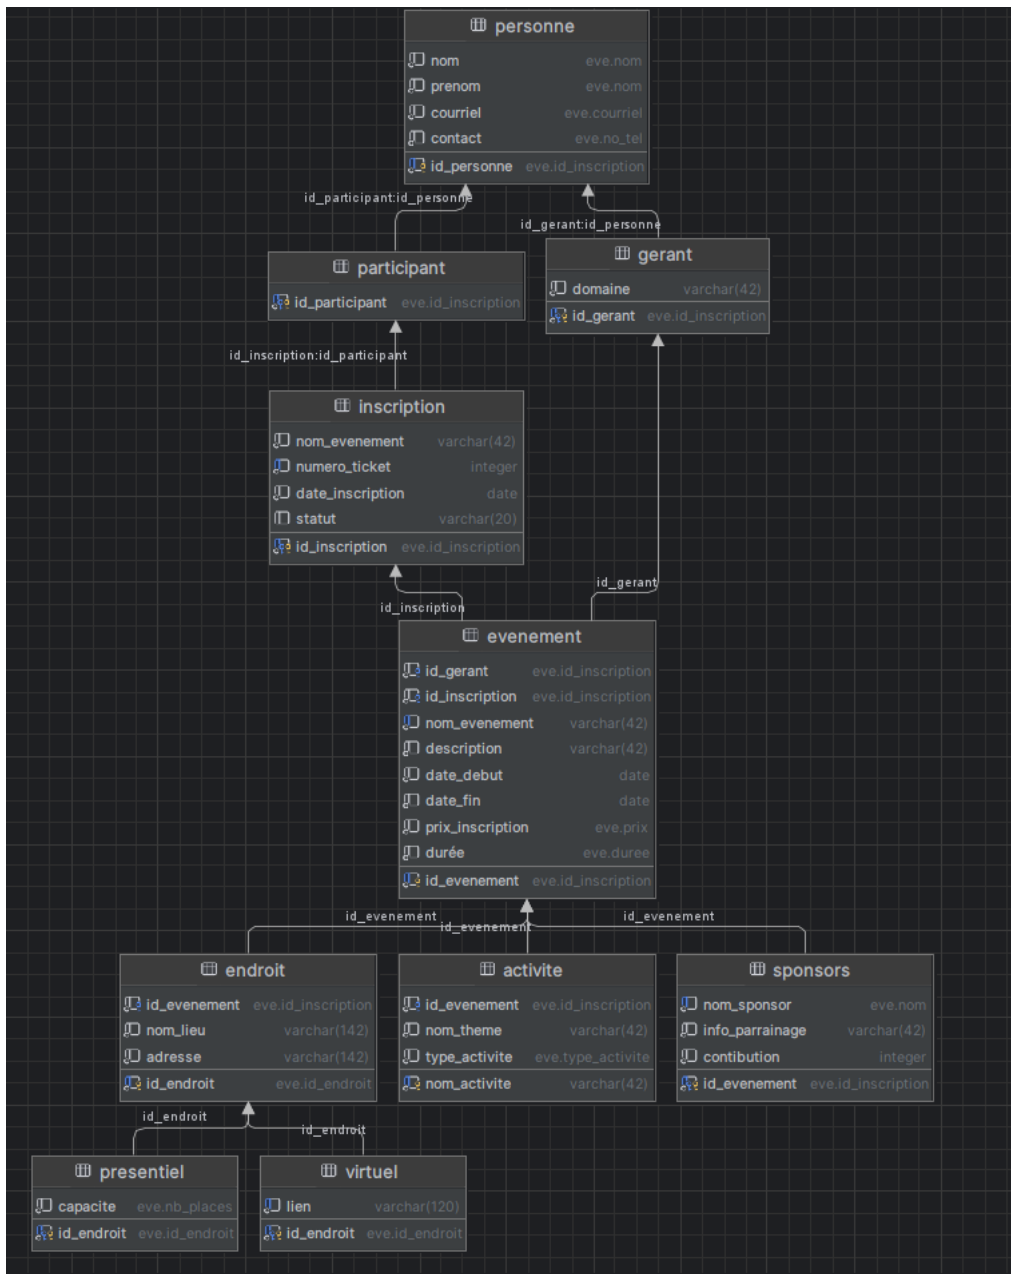 personne
nom eve.nom
prenom eve.nom
courriel eve.courriel
contact eve.no_tel
id_personne eve.id_inscription
id_participant:id_personne
id_gerant:id_personne
participant
id_participant eve.id_inscription
gerant
domaine varchar(42)
id_gerant eve.id_inscription
id_inscription:id_participant
inscription
nom_evenement varchar(42)
numero_ticket integer
date_inscription date
statut varchar(20)
id_inscription eve.id_inscription
id_gerant
id_inscription
evenement
id_gerant eve.id_inscription
id_inscription eve.id_inscription
nom_evenement varchar(42)
description varchar(42)
date_debut date
date_fin date
prix_inscription eve.prix
durée eve.duree
id_evenement eve.id_inscription
id_evenement
id_evenement
id_evenement
endroit
id_evenement eve.id_inscription
nom_lieu varchar(142)
adresse varchar(142)
id_endroit eve.id_endroit
activite
id_evenement eve.id_inscription
nom_theme varchar(42)
type_activite eve.type_activite
nom_activite varchar(42)
sponsors
nom_sponsor eve.nom
info_parrainage varchar(42)
contibution integer
id_evenement eve.id_inscription
id_endroit
id_endroit
presentiel
capacite eve.nb_places
id_endroit eve.id_endroit
virtuel
lien varchar(120)
id_endroit eve.id_endroit